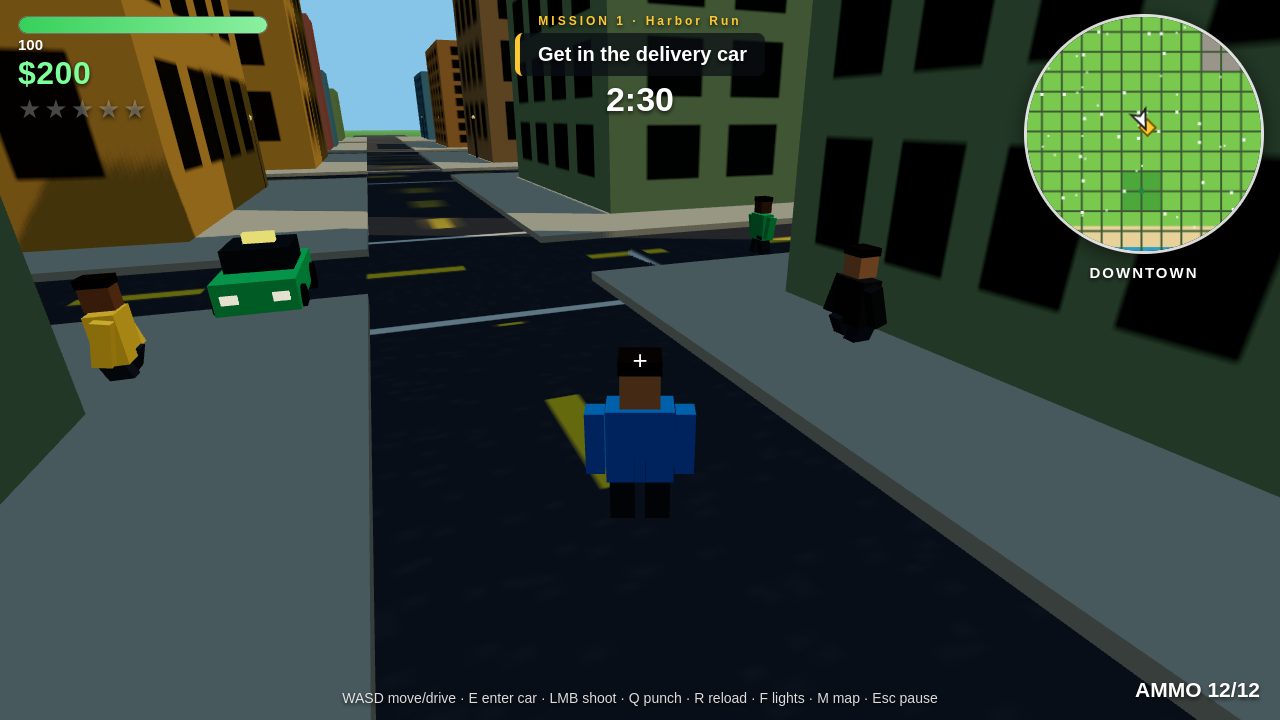 MISSION 1 · Harbor Run
Get in the delivery car
2:30
100
$200
DOWNTOWN
WASD move/drive · E enter car · LMB shoot · Q punch · R reload · F lights · M map · Esc pause
AMMO 12/12